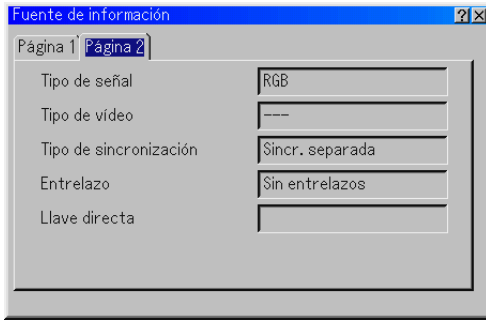 Fuente de información
Página 1 Página 2
Tipo de señal RGB
Tipo de vídeo ---
Tipo de sincronización Sincr. separada
Entrelazo Sin entrelazos
Llave directa